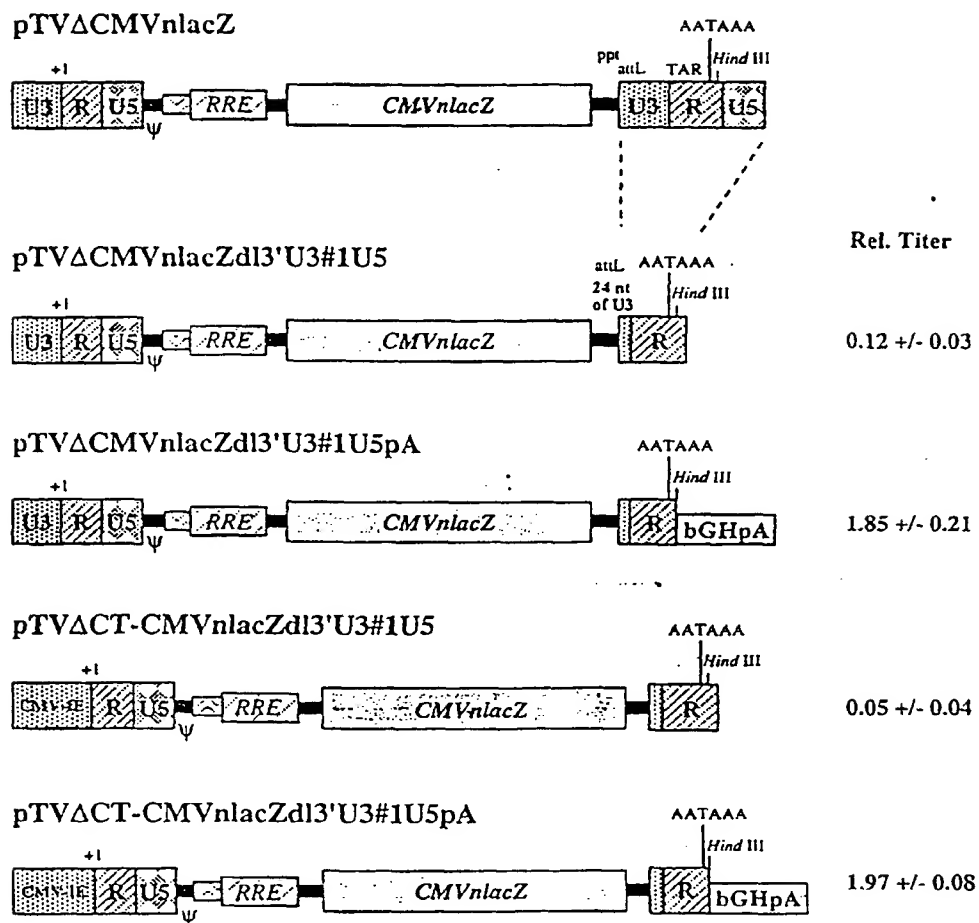 pTVΔCMVnlacZ
AATAAA
+1
ppt
attL
TAR
Hind III
U3 R U5 RRE CMVnlacZ U3 R U5
ψ
Rel. Titer
pTVΔCMVnlacZdl3'U3#1U5
attL
AATAAA
+1
24 nt
of U3
Hind III
U3 R U5 RRE CMVnlacZ R
0.12 +/- 0.03
ψ
pTVΔCMVnlacZdl3'U3#1U5pA
AATAAA
+1
Hind III
U3 R U5 RRE CMVnlacZ R bGHpA
1.85 +/- 0.21
ψ
pTVΔCT-CMVnlacZdl3'U3#1U5
AATAAA
+1
Hind III
CMV-IE R U5 RRE CMVnlacZ R
0.05 +/- 0.04
ψ
pTVΔCT-CMVnlacZdl3'U3#1U5pA
AATAAA
+1
Hind III
CMV-IE R U5 RRE CMVnlacZ R bGHpA
1.97 +/- 0.08
ψ